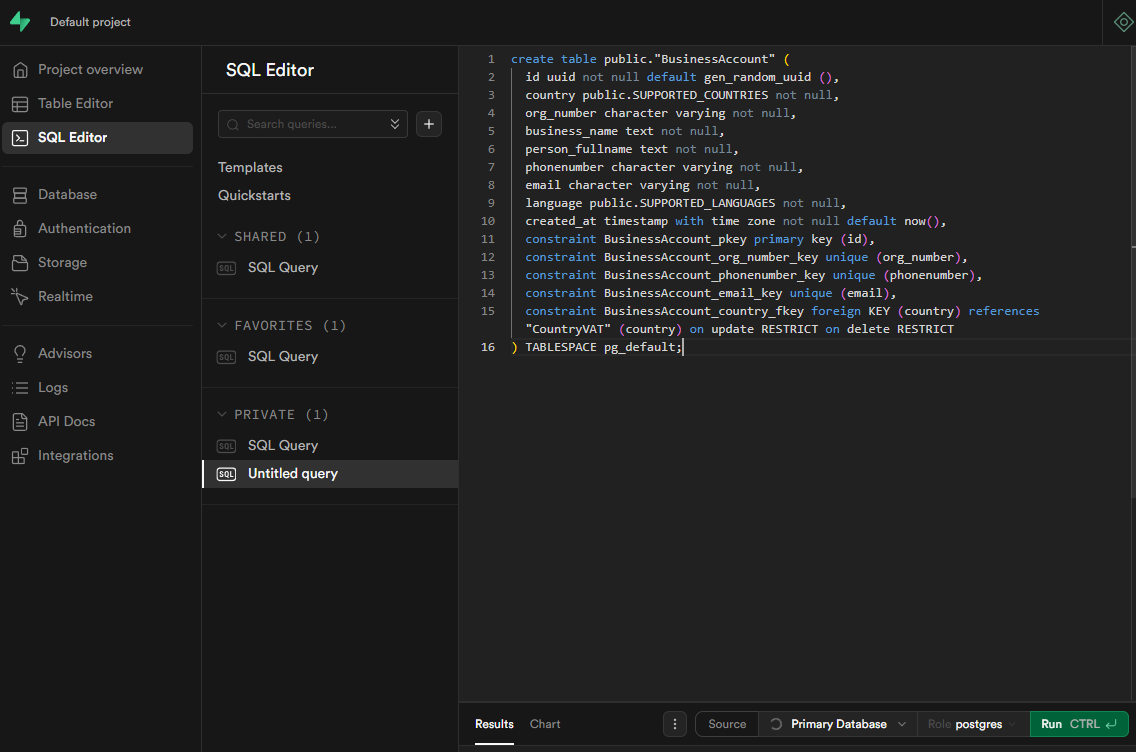 Default project
Project overview
Table Editor
SQL Editor
Database
Authentication
Storage
Realtime
Advisors
Logs
API Docs
Integrations
SQL Editor
Search queries...
Templates
Quickstarts
SHARED (1)
SQL SQL Query
FAVORITES (1)
SQL SQL Query
PRIVATE (1)
SQL SQL Query
SQL Untitled query
1 create table public."BusinessAccount" (
2 id uuid not null default gen_random_uuid (),
3 country public.SUPPORTED_COUNTRIES not null,
4 org_number character varying not null,
5 business_name text not null,
6 person_fullname text not null,
7 phonenumber character varying not null,
8 email character varying not null,
9 language public.SUPPORTED_LANGUAGES not null,
10 created_at timestamp with time zone not null default now(),
11 constraint BusinessAccount_pkey primary key (id),
12 constraint BusinessAccount_org_number_key unique (org_number),
13 constraint BusinessAccount_phonenumber_key unique (phonenumber),
14 constraint BusinessAccount_email_key unique (email),
15 constraint BusinessAccount_country_fkey foreign KEY (country) references
"CountryVAT" (country) on update RESTRICT on delete RESTRICT
16 ) TABLESPACE pg_default;
Results Chart Source Primary Database Role postgres Run CTRL